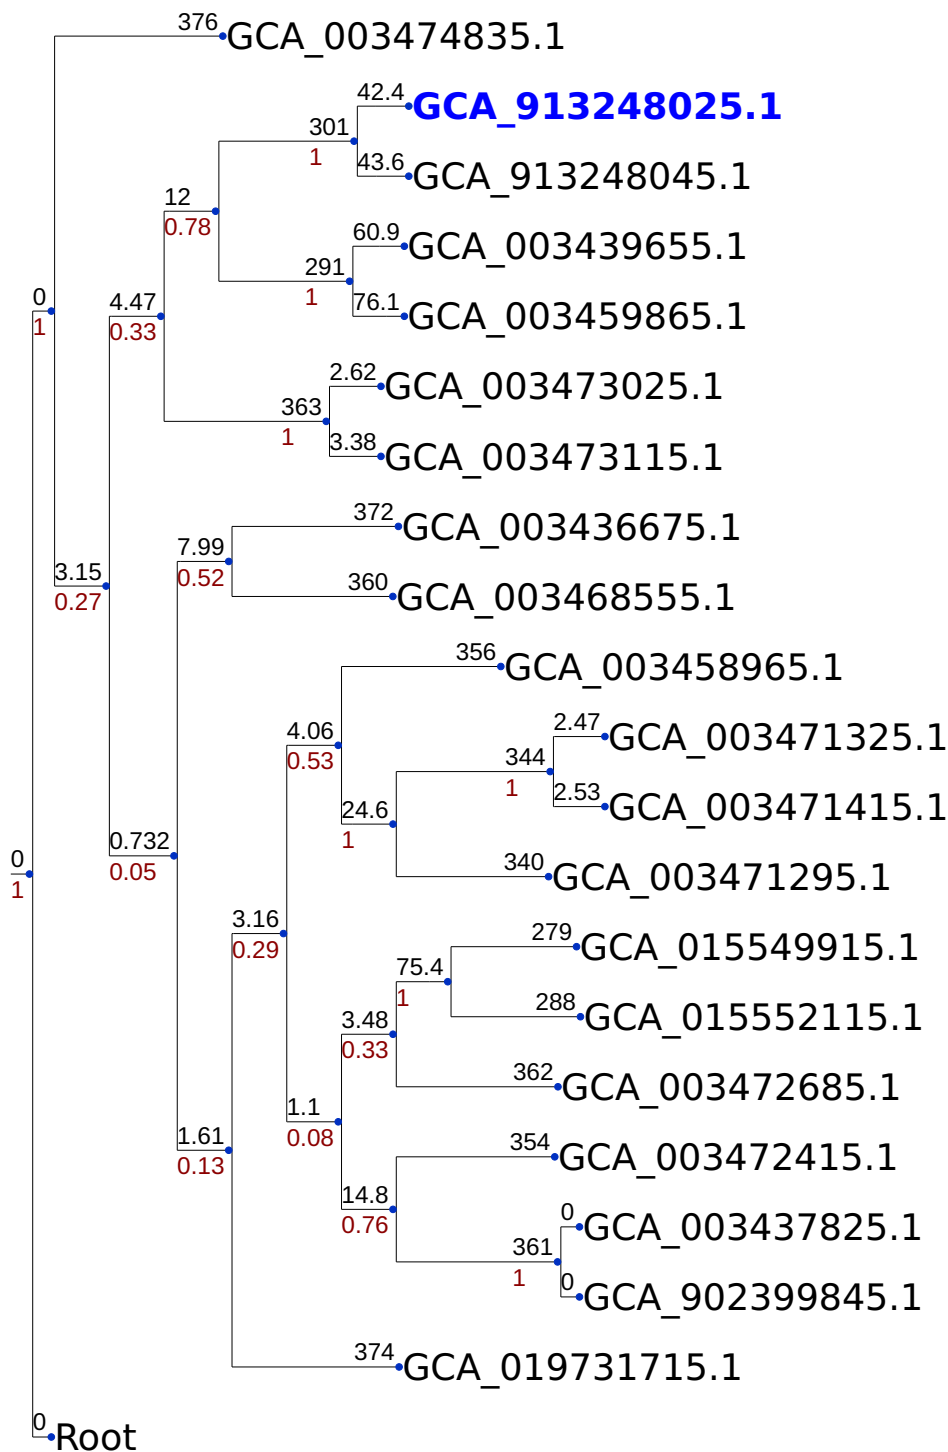 376
GCA_003474835.1
42.4
GCA_913248025.1
301
1
43.6
GCA_913248045.1
12
0.78
60.9
GCA_003439655.1
291
1
76.1
GCA_003459865.1
0
1
4.47
0.33
2.62
GCA_003473025.1
363
1
3.38
GCA_003473115.1
372
GCA_003436675.1
7.99
0.52
3.15
0.27
360
GCA_003468555.1
356
GCA_003458965.1
4.06
0.53
2.47
GCA_003471325.1
344
1
2.53
GCA_003471415.1
24.6
1
0.732
0.05
0
1
340
GCA_003471295.1
3.16
0.29
279
GCA_015549915.1
75.4
1
288
GCA_015552115.1
3.48
0.33
362
GCA_003472685.1
1.1
0.08
1.61
0.13
354
GCA_003472415.1
14.8
0.76
0
GCA_003437825.1
361
1
0
GCA_902399845.1
374
GCA_019731715.1
0
Root